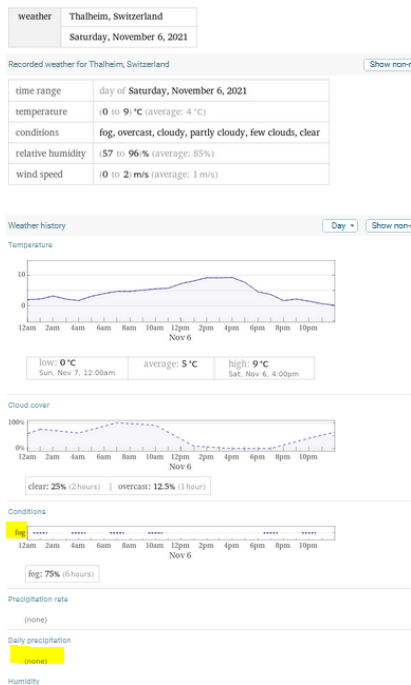 weather Thalheim, Switzerland
Saturday, November 6, 2021
Recorded weather for Thalheim, Switzerland Show non-
time range day of Saturday, November 6, 2021
temperature (0 to 9) °C (average: 4 °C)
conditions fog, overcast, cloudy, partly cloudy, few clouds, clear
relative humidity (57 to 96)% (average: 85%)
wind speed (0 to 2) m/s (average: 1 m/s)
Weather history Day Show non-
Temperature
10
0
12am 2am 4am 6am 8am 10am 12pm 2pm 4pm 6pm 8pm 10pm
Nov 6
low: 0 °C average: 5 °C high: 9 °C
Sun, Nov 7, 12:00am Sat, Nov 6, 4:00pm
Cloud cover
100%
0%
12am 2am 4am 6am 8am 10am 12pm 2pm 4pm 6pm 8pm 10pm
Nov 6
clear: 25% (2 hours) | overcast: 12.5% (1 hour)
Conditions
fog
12am 2am 4am 6am 8am 10am 12pm 2pm 4pm 6pm 8pm 10pm
Nov 6
fog: 75% (6 hours)
Precipitation rate
(none)
Daily precipitation
(none)
Humidity